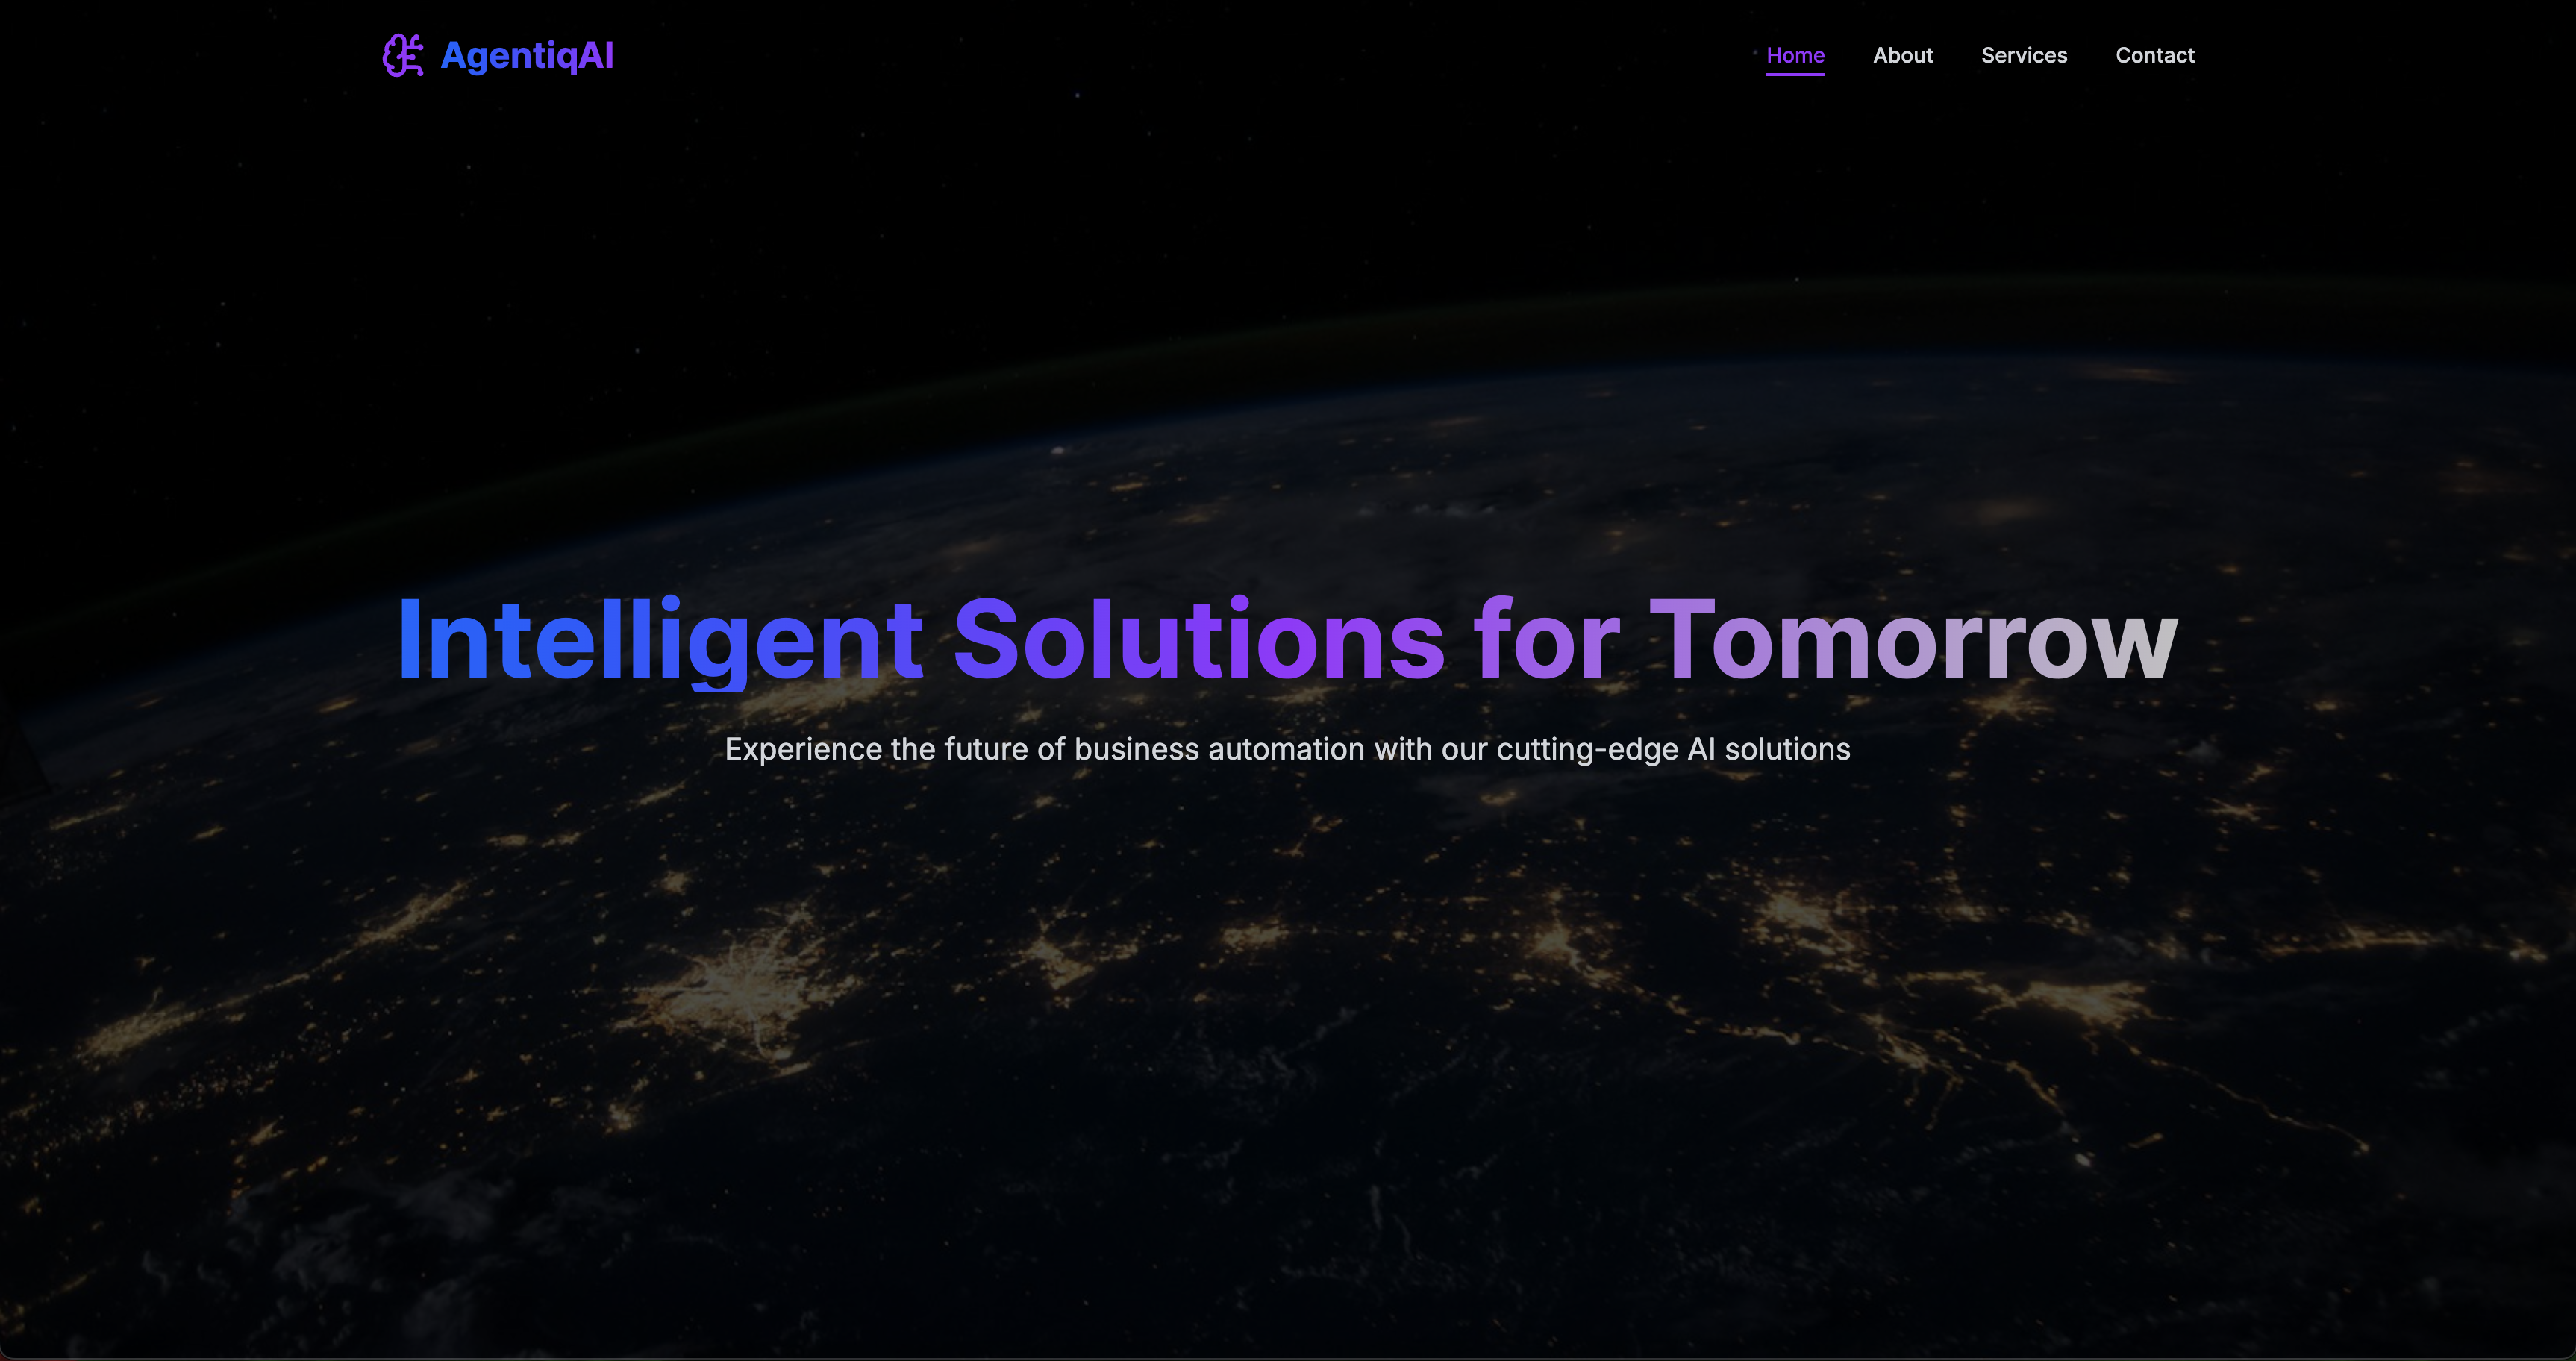 AgentiqAI
Home About Services Contact
Intelligent Solutions for Tomorrow
Experience the future of business automation with our cutting-edge AI solutions